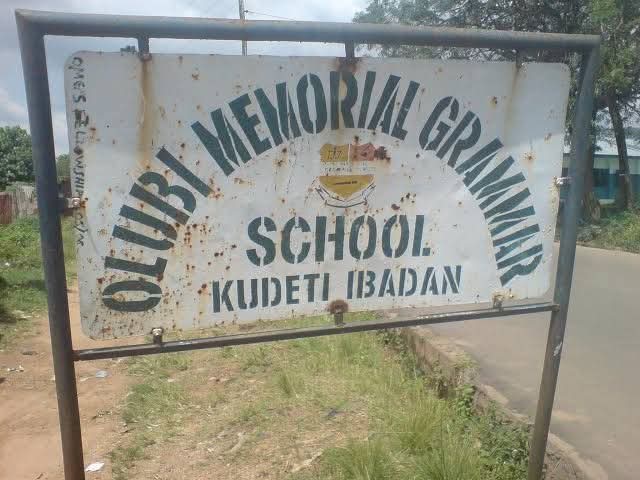 OLUBI MEMORIAL GRAMMAR
SCHOOL
KUDETI IBADAN